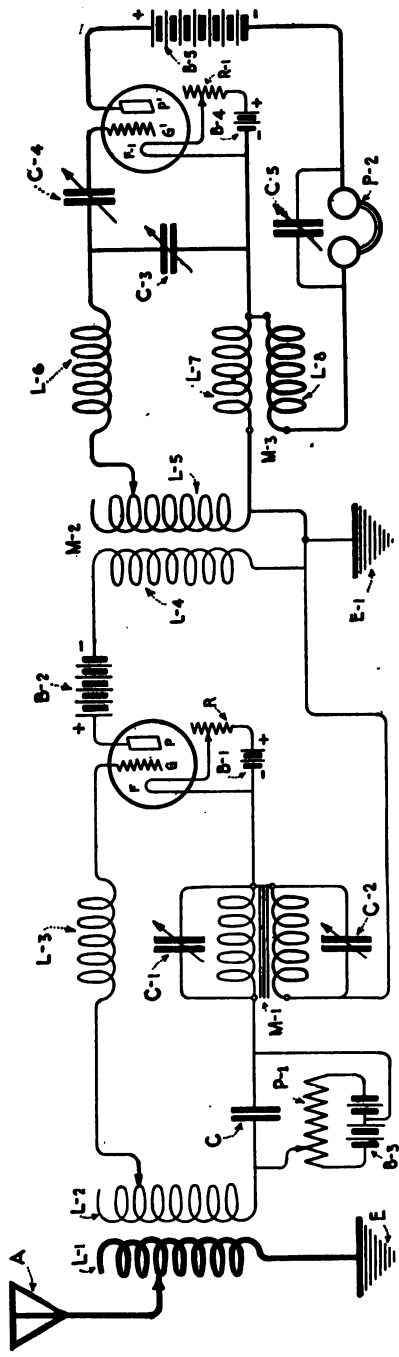 A
L-1
L-2
E
L-3
C
P-1
B-3
C-1
M-1
C-2
F
G
P
R
B-1
- +
+ -
B-2
L-4
M-2
L-5
E-1
L-6
C-3
C-4
F-1
G'
P'
R-1
B-4
- +
+ -
B-5
L-7
M-3
L-8
C-5
P-2